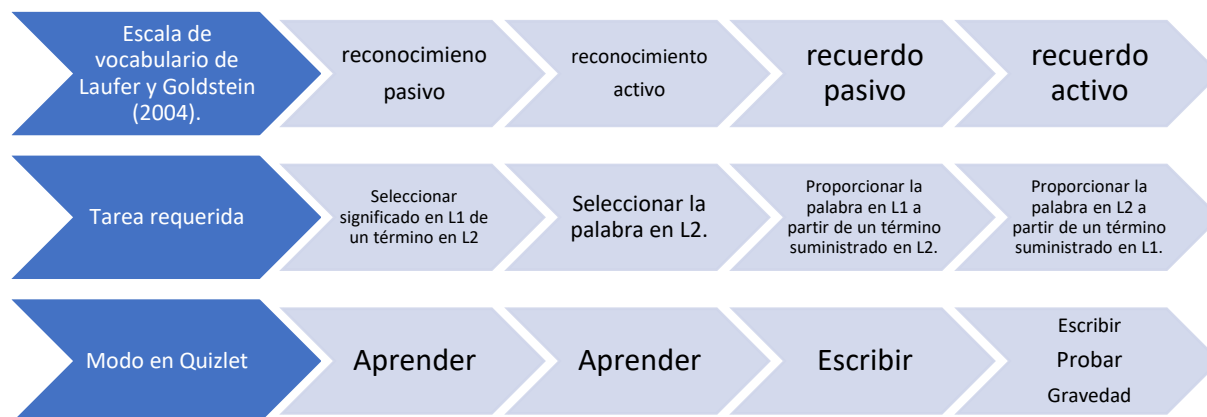 Escala de
vocabulario de
Laufer y Goldstein
(2004).
reconocimieno
pasivo
reconocimiento
activo
recuerdo
pasivo
recuerdo
activo
Tarea requerida
Seleccionar
significado en L1 de
un término en L2
Seleccionar la
palabra en L2.
Proporcionar la
palabra en L1 a
partir de un término
suministrado en L2.
Proporcionar la
palabra en L2 a
partir de un término
suministrado en L1.
Modo en Quizlet
Aprender
Aprender
Escribir
Escribir
Probar
Gravedad